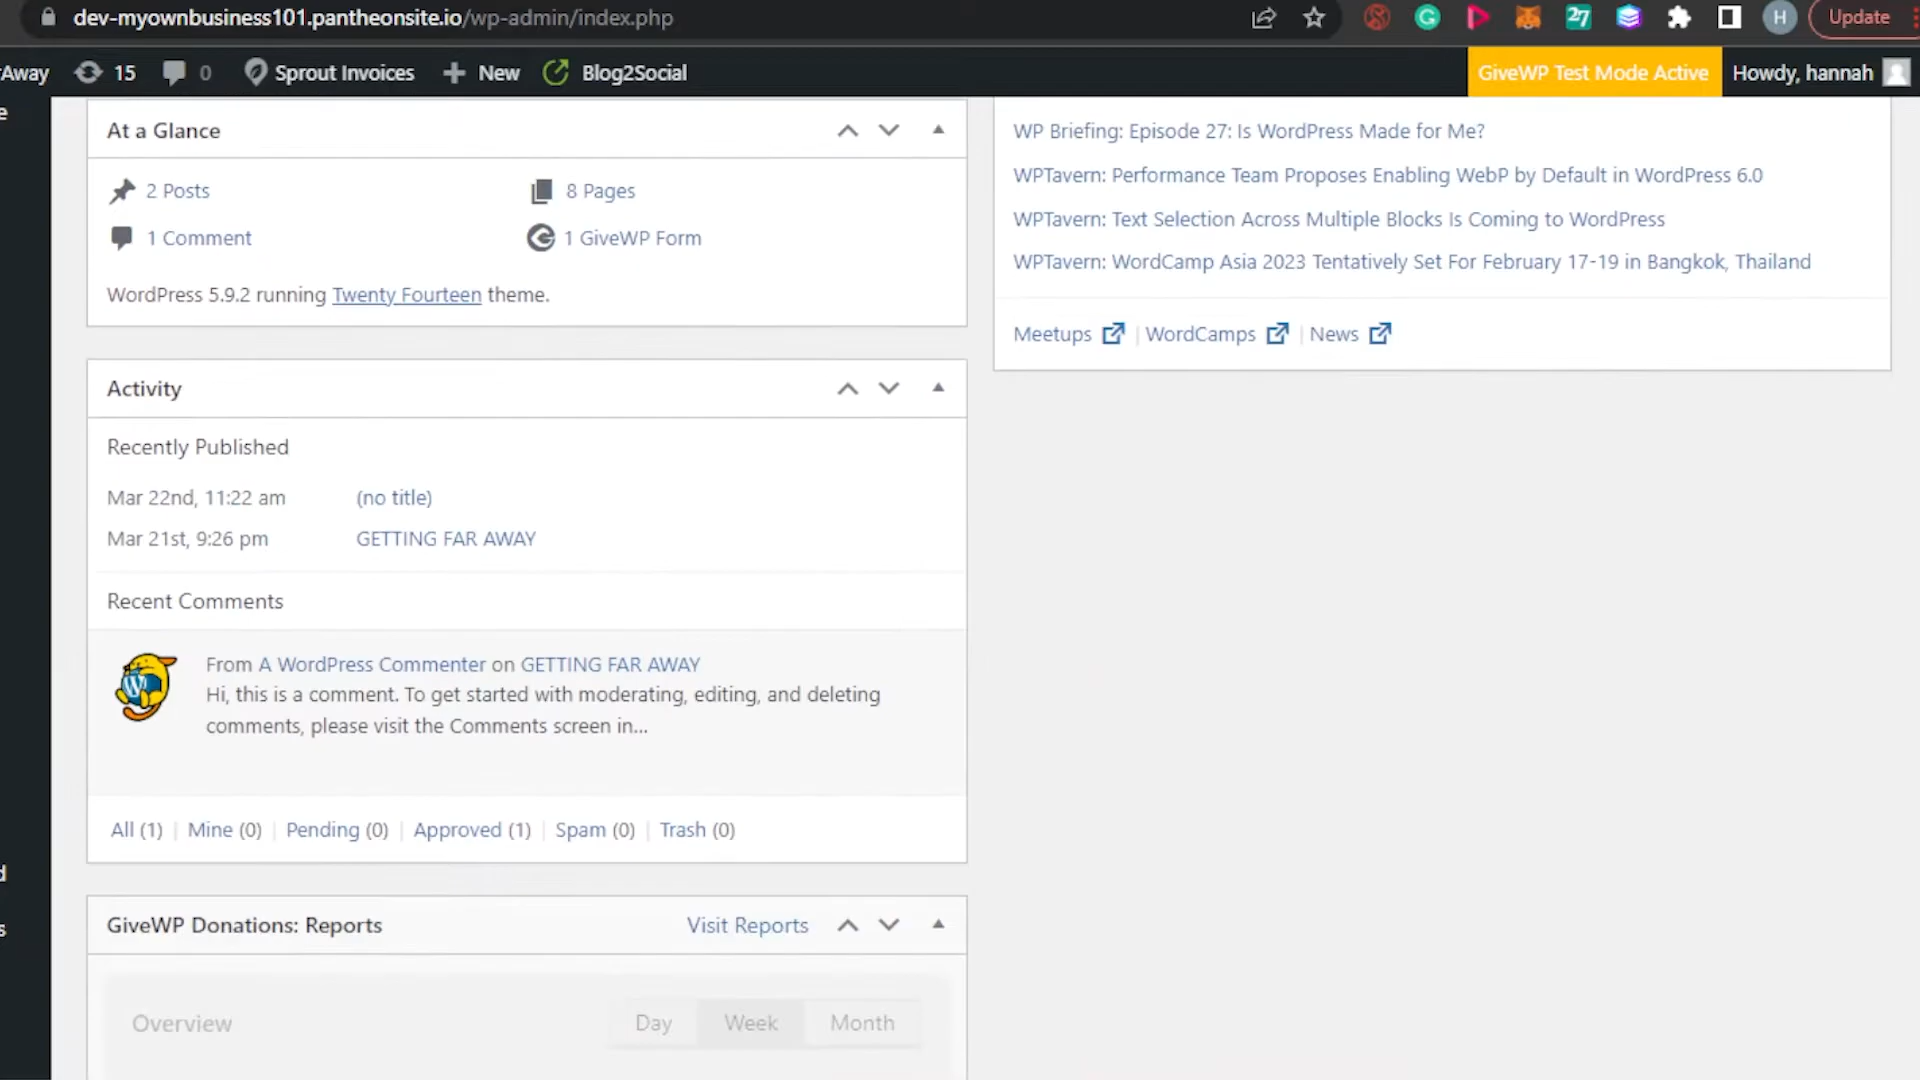 dev-myownbusiness101.pantheonsite.io/wp-admin/index.php
27
H
Update
Away
15
0
Sprout Invoices
New
Blog2Social
GiveWP Test Mode Active
Howdy, hannah
At a Glance
2 Posts
8 Pages
1 Comment
1 GiveWP Form
WordPress 5.9.2 running Twenty Fourteen theme.
Activity
Recently Published
Mar 22nd, 11:22 am
(no title)
Mar 21st, 9:26 pm
GETTING FAR AWAY
Recent Comments
From A WordPress Commenter on GETTING FAR AWAY
Hi, this is a comment. To get started with moderating, editing, and deleting
comments, please visit the Comments screen in...
All (1) | Mine (0) | Pending (0) | Approved (1) | Spam (0) | Trash (0)
GiveWP Donations: Reports
Visit Reports
Overview
Day
Week
Month
WP Briefing: Episode 27: Is WordPress Made for Me?
WPTavern: Performance Team Proposes Enabling WebP by Default in WordPress 6.0
WPTavern: Text Selection Across Multiple Blocks Is Coming to WordPress
WPTavern: WordCamp Asia 2023 Tentatively Set For February 17-19 in Bangkok, Thailand
Meetups | WordCamps | News